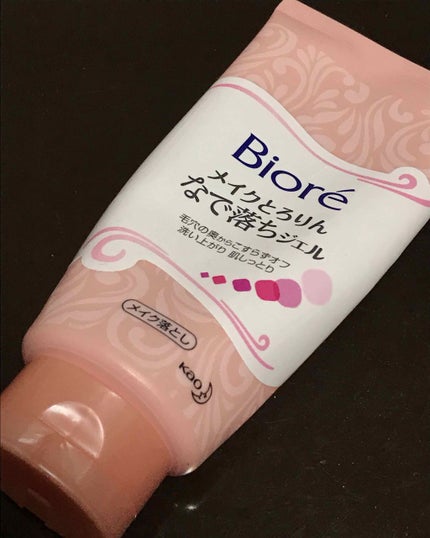 Bioré
メイクとろりん
なで落ちジェル
毛穴の奥からこすらずオフ
洗い上がり 肌しっとり
メイク落とし
Kao